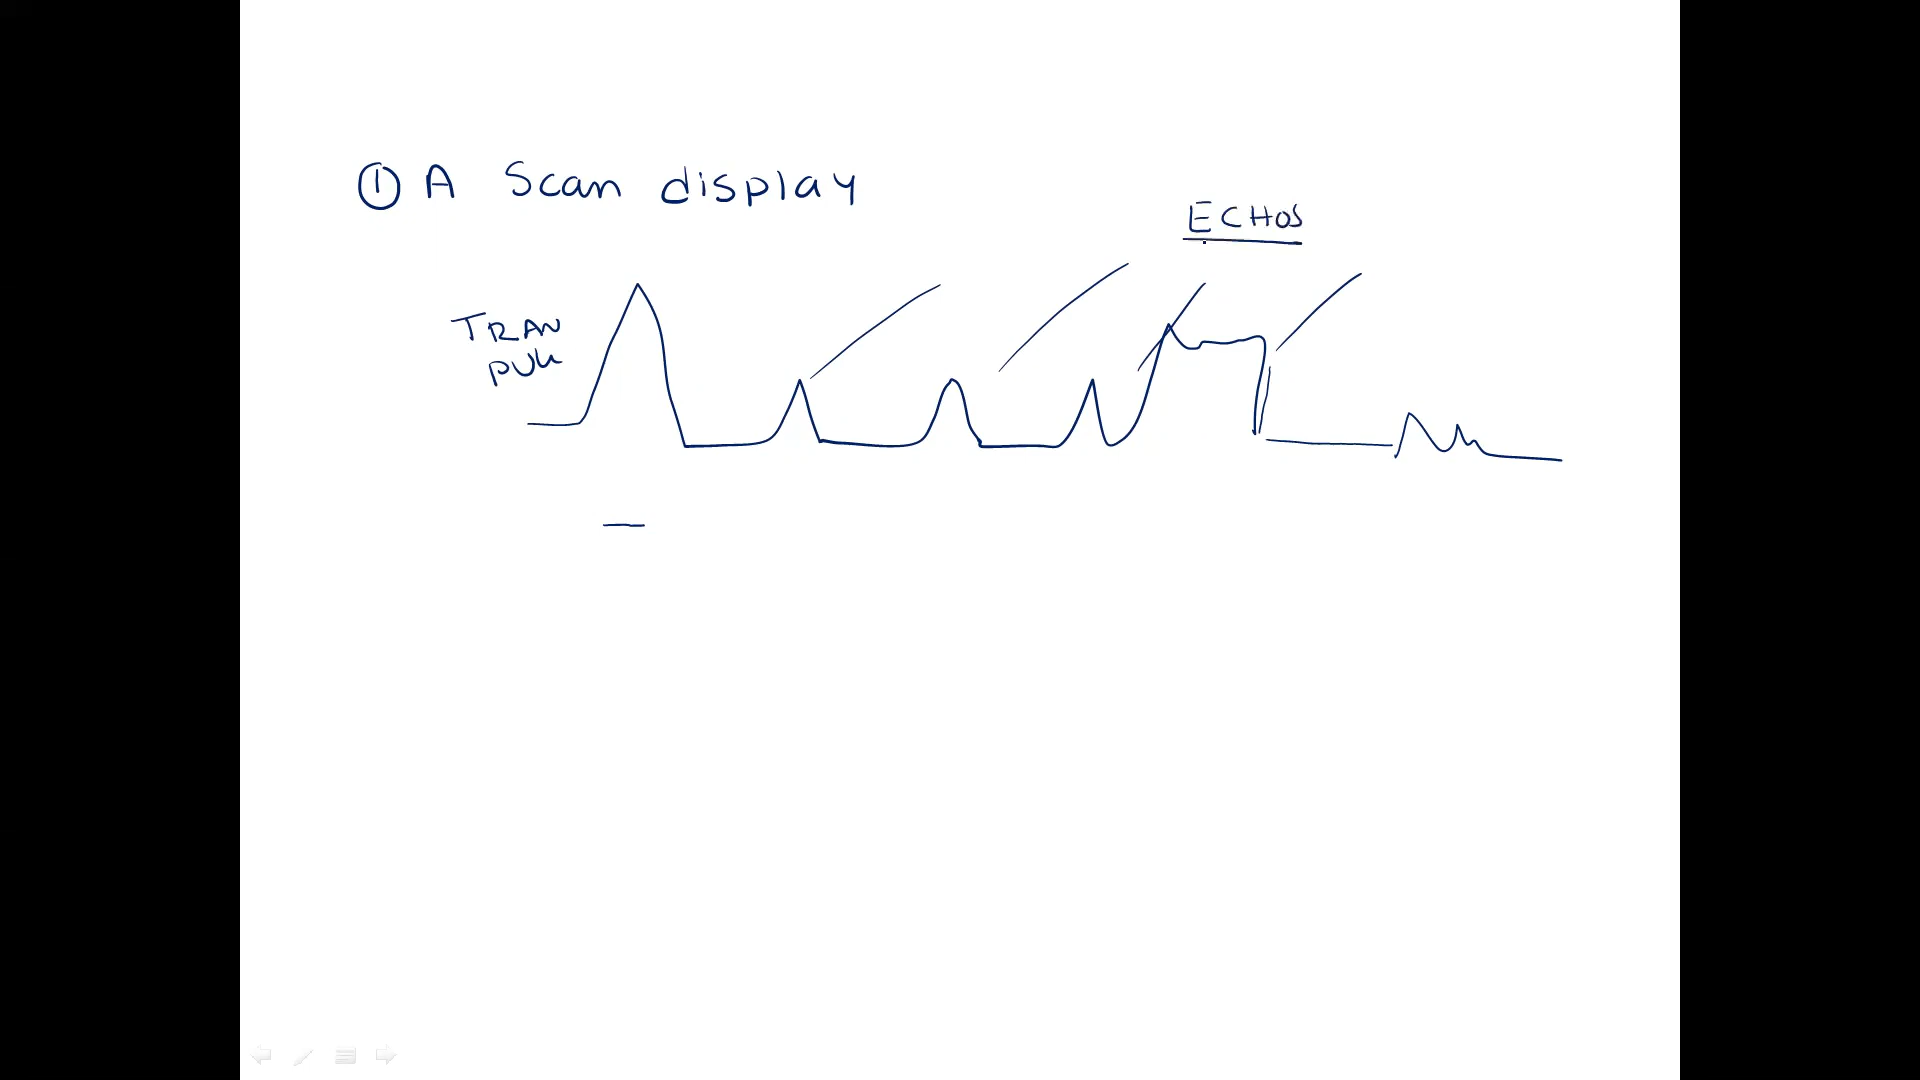 ① A Scan display
ECHOS
TRAN
PUL